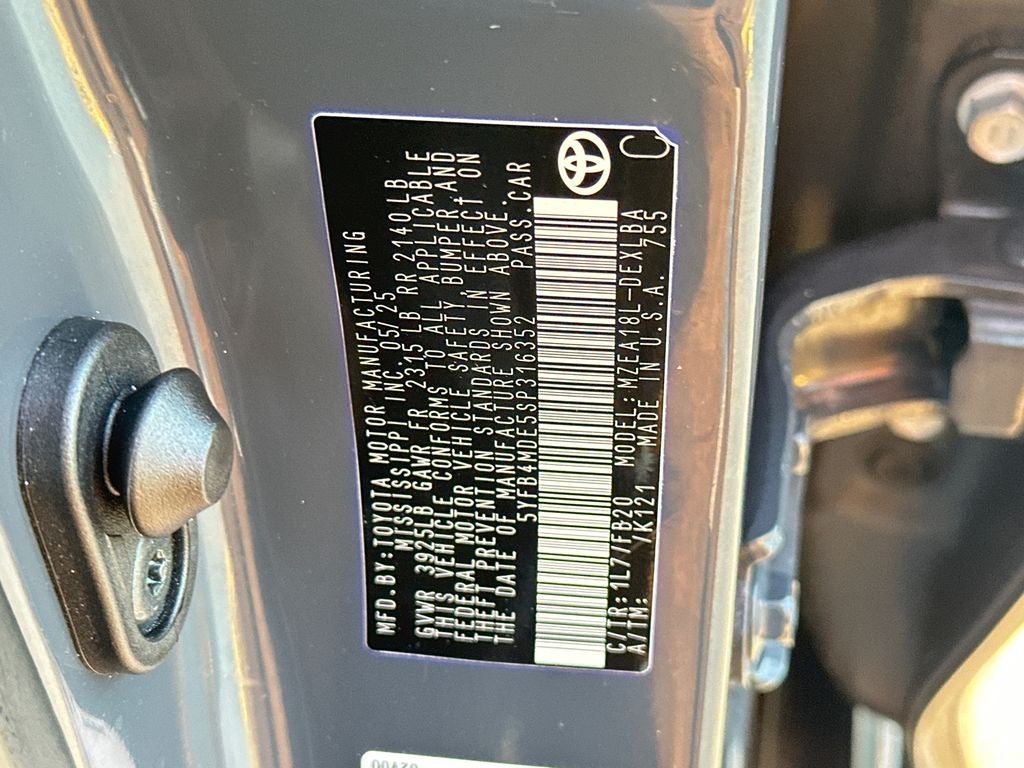 MFD.BY:TOYOTA MOTOR MANUFACTURING
MISSISSIPPI INC. 05/25
GVWR 3925LB GAWR FR 2315LB RR 2140LB
THIS VEHICLE CONFORMS TO ALL APPLICABLE
FEDERAL MOTOR VEHICLE SAFETY BUMPER AND
THEFT PREVENTION STANDARDS IN EFFECT ON
THE DATE OF MANUFACTURE SHOWN ABOVE.
5YFB4MDE5SP316352 PASS.CAR
C/TR:1L7/FB20 MODEL:MZEA18L-DEXLBA
A/TM: /K121 MADE IN U.S.A. 755
C